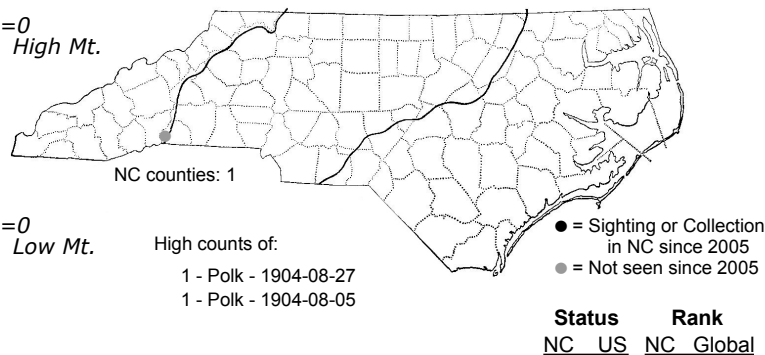 =0
High Mt.
NC counties: 1
=0
Low Mt.
High counts of:
1 - Polk - 1904-08-27
1 - Polk - 1904-08-05
● = Sighting or Collection
in NC since 2005
● = Not seen since 2005
Status Rank
NC US NC Global